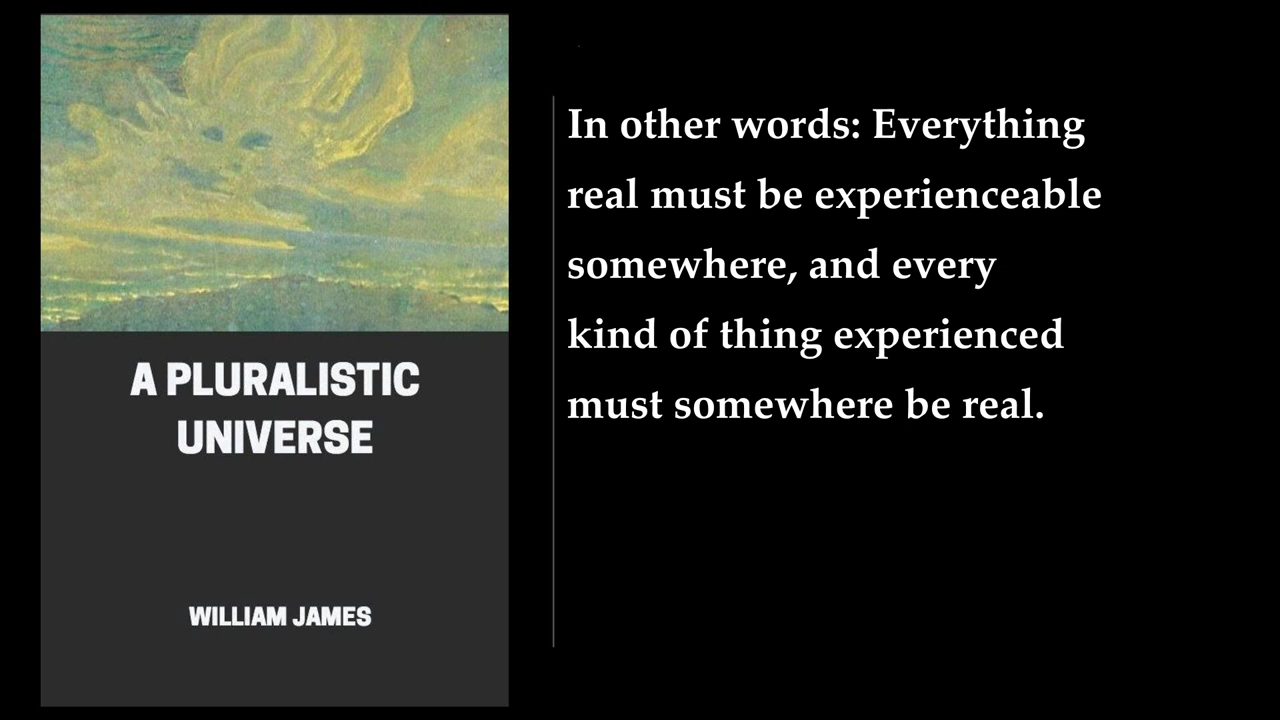 A PLURALISTIC
UNIVERSE
WILLIAM JAMES
In other words: Everything
real must be experienceable
somewhere, and every
kind of thing experienced
must somewhere be real.